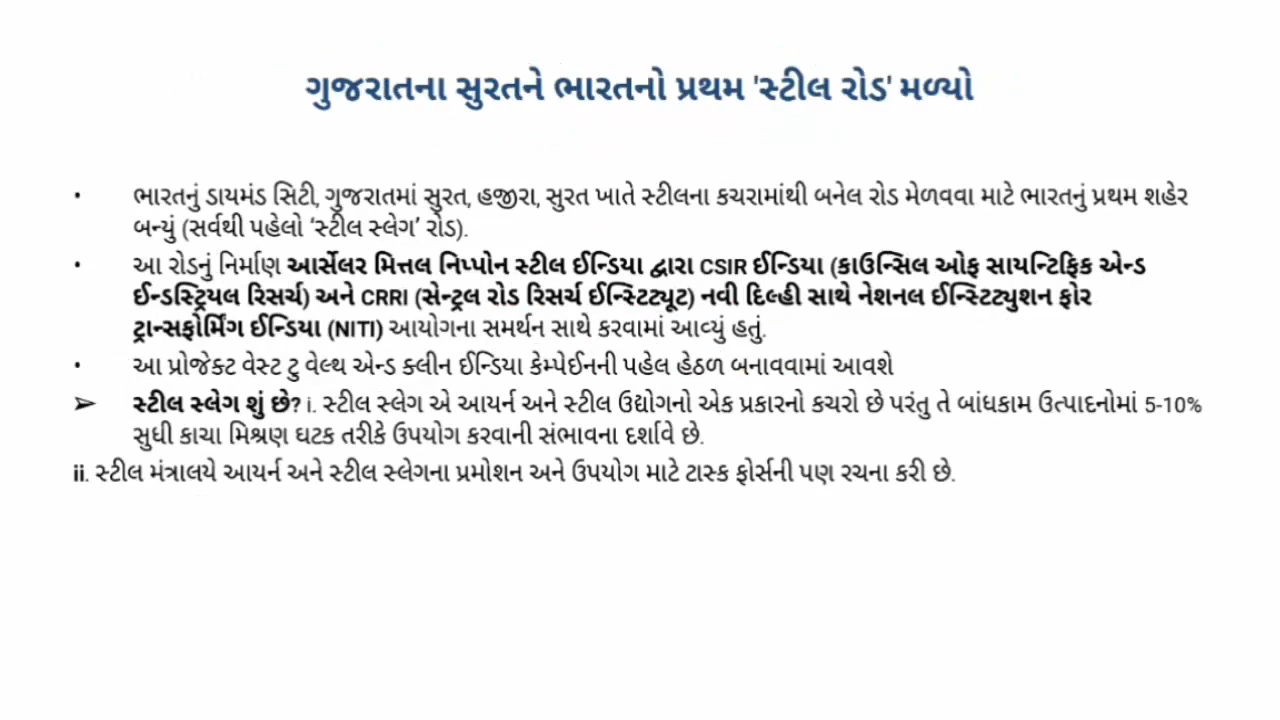 ગુજરાતના સુરતને ભારતનો પ્રથમ 'સ્ટીલ રોડ' મળ્યો
• ભારતનું ડાયમંડ સિટી, ગુજરાતમાં સુરત, હજીરા, સુરત ખાતે સ્ટીલના કચરામાંથી બનેલ રોડ મેળવવા માટે ભારતનું પ્રથમ શહેર
બન્યું (સર્વથી પહેલો ‘સ્ટીલ સ્લેગ’ રોડ).
• આ રોડનું નિર્માણ આર્સેલર મિત્તલ નિપ્પોન સ્ટીલ ઈન્ડિયા દ્વારા CSIR ઈન્ડિયા (કાઉન્સિલ ઓફ સાયન્ટિફિક એન્ડ
ઈન્ડસ્ટ્રિયલ રિસર્ચ) અને CRRI (સેન્ટ્રલ રોડ રિસર્ચ ઈન્સ્ટિટ્યૂટ) નવી દિલ્હી સાથે નેશનલ ઈન્સ્ટિટ્યુશન ફોર
ટ્રાન્સફોર્મિંગ ઈન્ડિયા (NITI) આયોગના સમર્થન સાથે કરવામાં આવ્યું હતું.
• આ પ્રોજેક્ટ વેસ્ટ ટુ વેલ્થ એન્ડ ક્લીન ઈન્ડિયા કેમ્પેઈનની પહેલ હેઠળ બનાવવામાં આવશે
➢ સ્ટીલ સ્લેગ શું છે? i. સ્ટીલ સ્લેગ એ આયર્ન અને સ્ટીલ ઉદ્યોગનો એક પ્રકારનો કચરો છે પરંતુ તે બાંધકામ ઉત્પાદનોમાં 5-10%
સુધી કાચા મિશ્રણ ઘટક તરીકે ઉપયોગ કરવાની સંભાવના દર્શાવે છે.
ii. સ્ટીલ મંત્રાલયે આયર્ન અને સ્ટીલ સ્લેગના પ્રમોશન અને ઉપયોગ માટે ટાસ્ક ફોર્સની પણ રચના કરી છે.